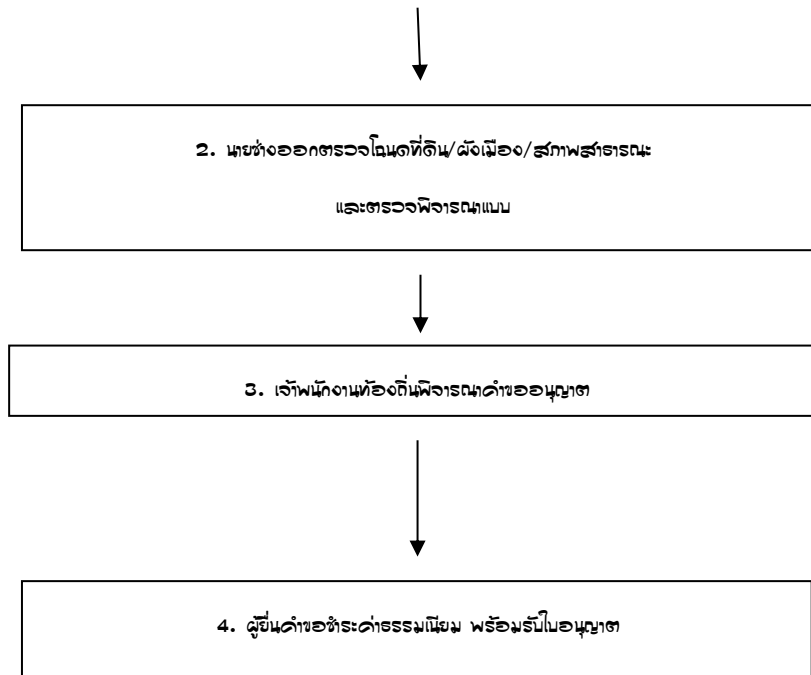 2. นายช่างออกตรวจโฉนดที่ดิน/ผังเมือง/สภาพสาธารณะ
และตรวจพิจารณาแบบ
3. เจ้าพนักงานท้องถิ่นพิจารณาคำขออนุญาต
4. ผู้ยื่นคำขอชำระค่าธรรมเนียม พร้อมรับใบอนุญาต